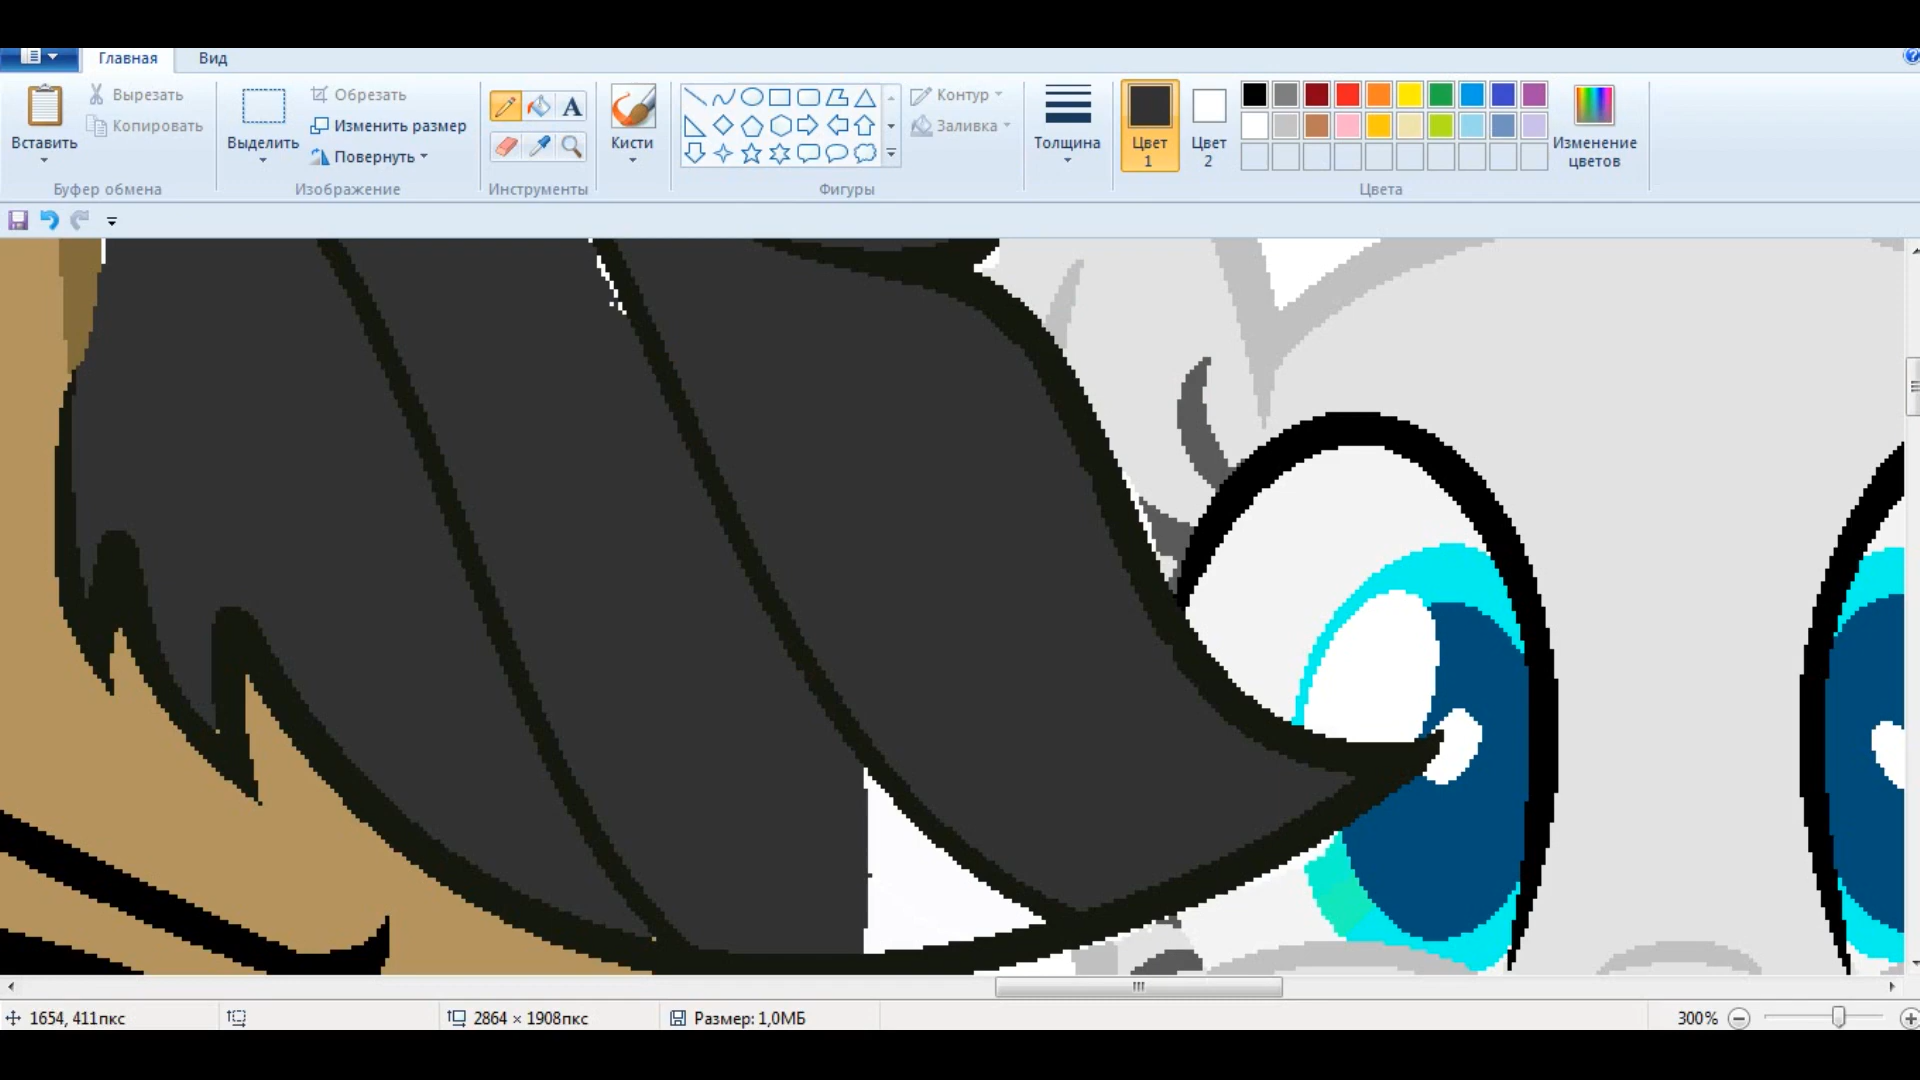 Главная Вид
Вставить
Вырезать
Копировать
Буфер обмена
Выделить
Обрезать
Изменить размер
Повернуть
Изображение
A
Инструменты
Кисти
Фигуры
Контур
Заливка
Толщина
Цвет
1
Цвет
2
Цвета
Изменение
цветов
?
1654, 411пкс
2864 × 1908пкс
Размер: 1,0МБ
300%